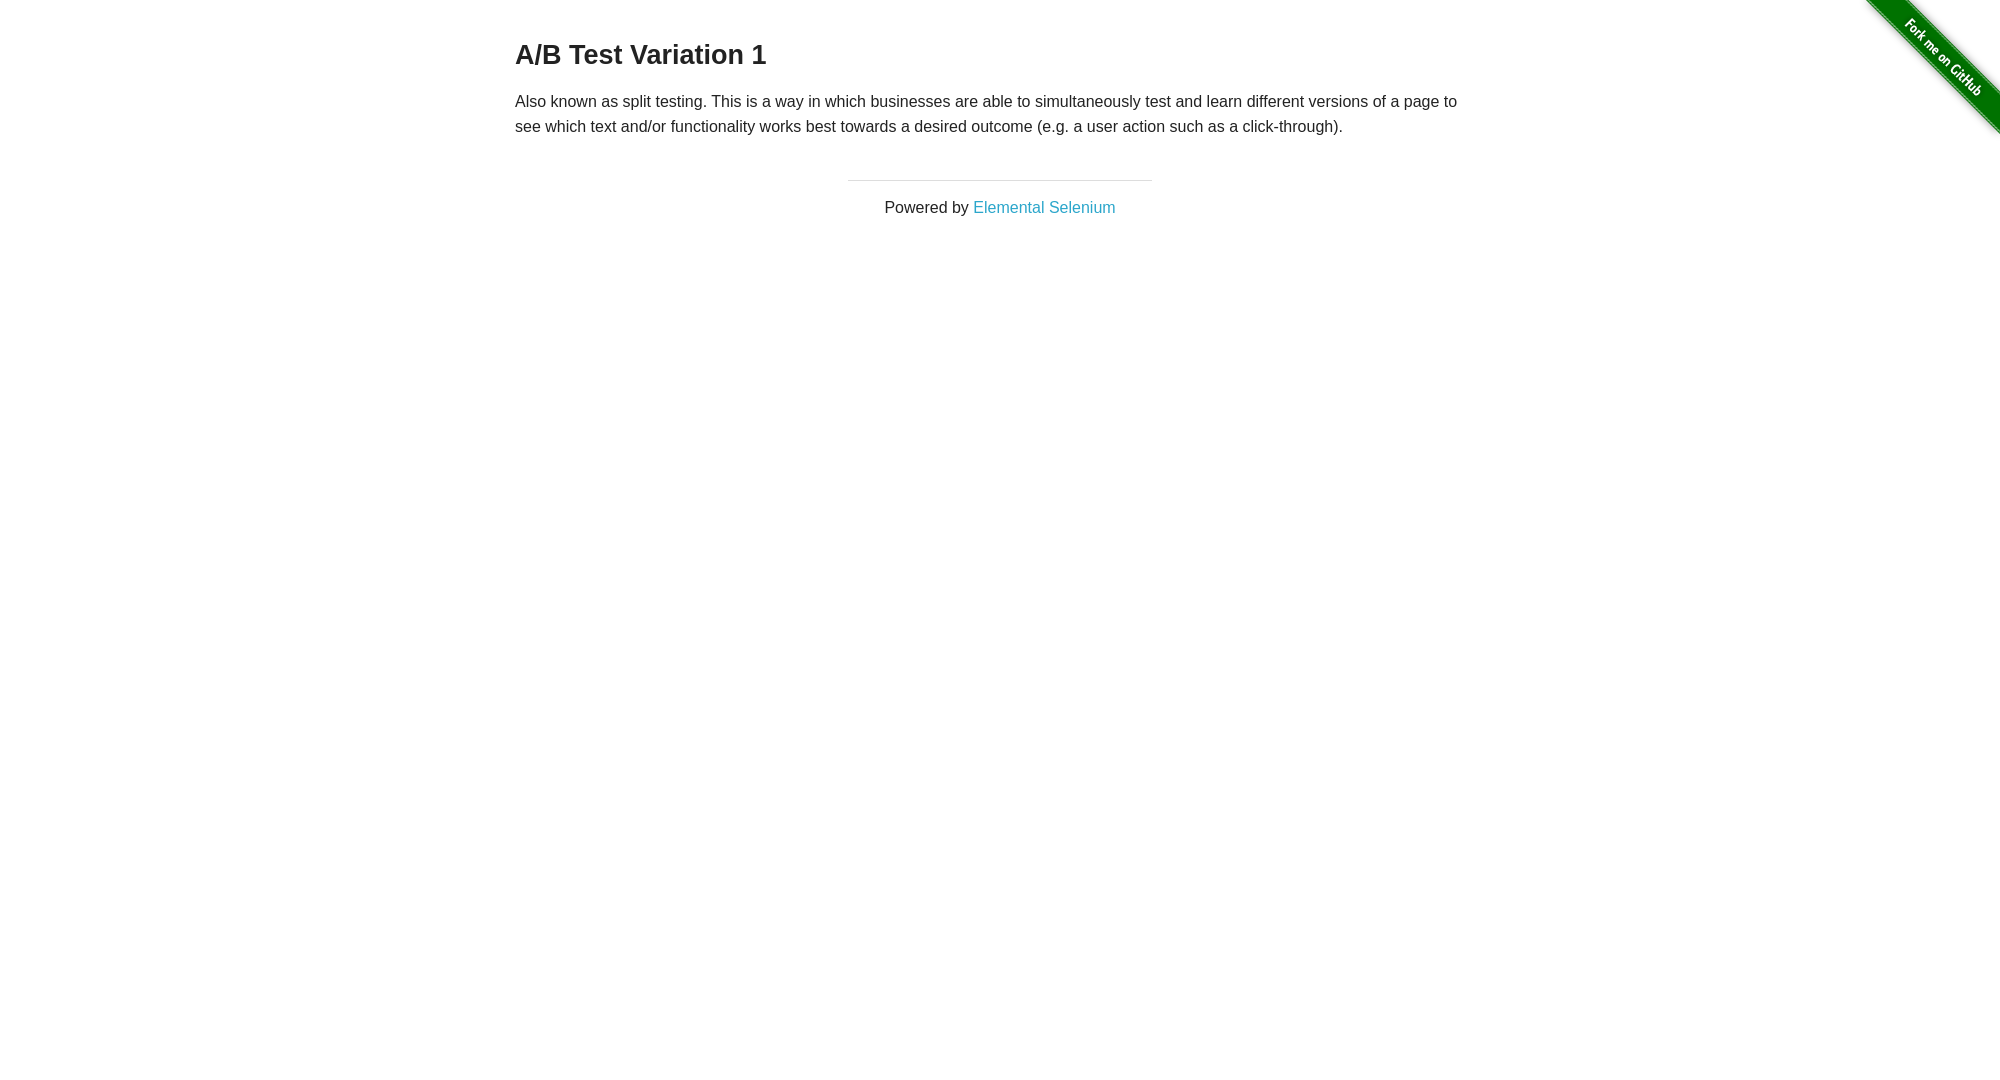 A/B Test Variation 1
Also known as split testing. This is a way in which businesses are able to simultaneously test and learn different versions of a page to
see which text and/or functionality works best towards a desired outcome (e.g. a user action such as a click-through).
Powered by Elemental Selenium
Fork me on GitHub